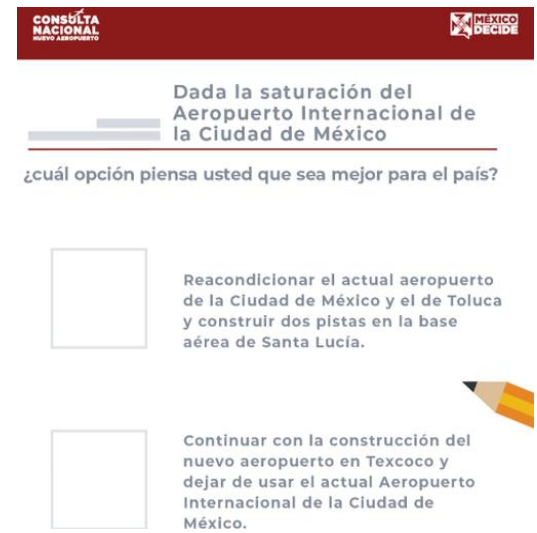 CONSULTA
NACIONAL
NUEVO AEROPUERTO
MÉXICO
DECIDE
Dada la saturación del
Aeropuerto Internacional de
la Ciudad de México
¿cuál opción piensa usted que sea mejor para el país?
Reacondicionar el actual aeropuerto
de la Ciudad de México y el de Toluca
y construir dos pistas en la base
aérea de Santa Lucía.
Continuar con la construcción del
nuevo aeropuerto en Texcoco y
dejar de usar el actual Aeropuerto
Internacional de la Ciudad de
México.